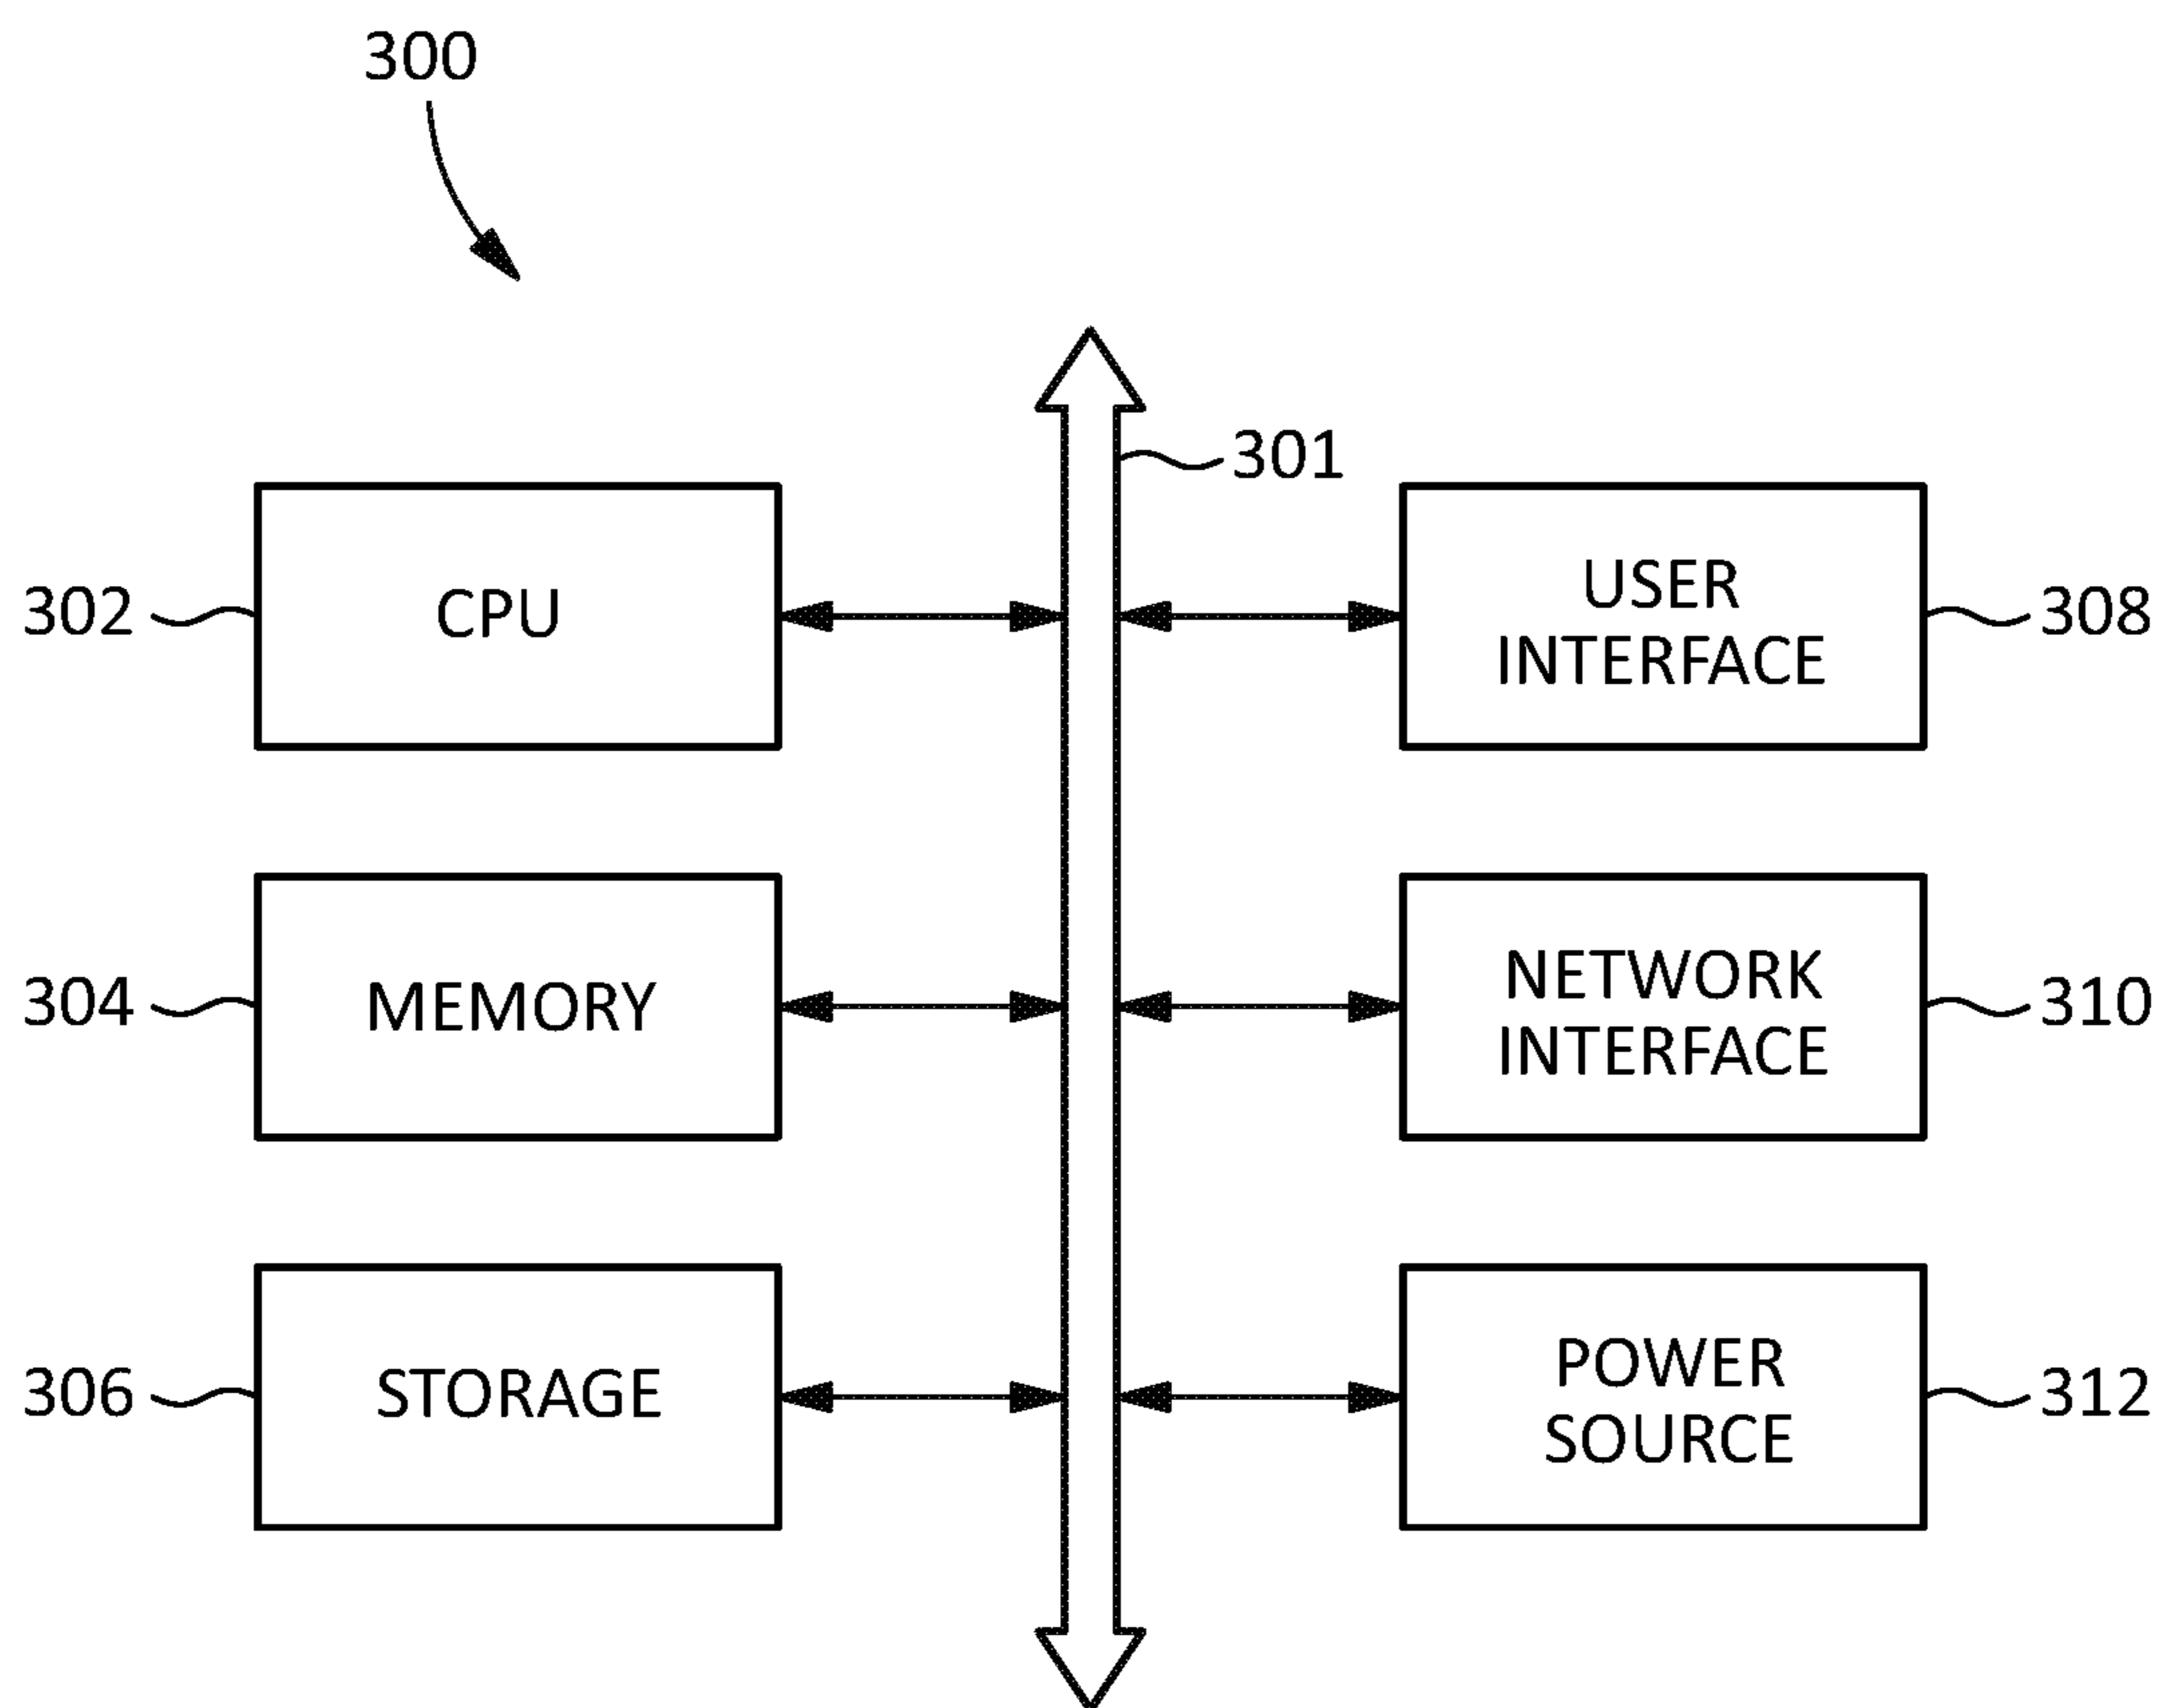 300
301
302
CPU
USER
INTERFACE
308
304
MEMORY
NETWORK
INTERFACE
310
306
STORAGE
POWER
SOURCE
312